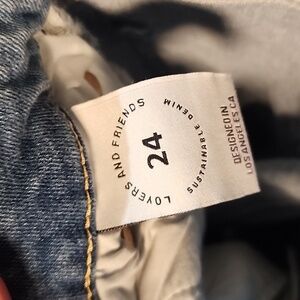 LOVERS AND FRIENDS
SUSTAINABLE DENIM
24
DESIGNED IN
LOS ANGELES, CA